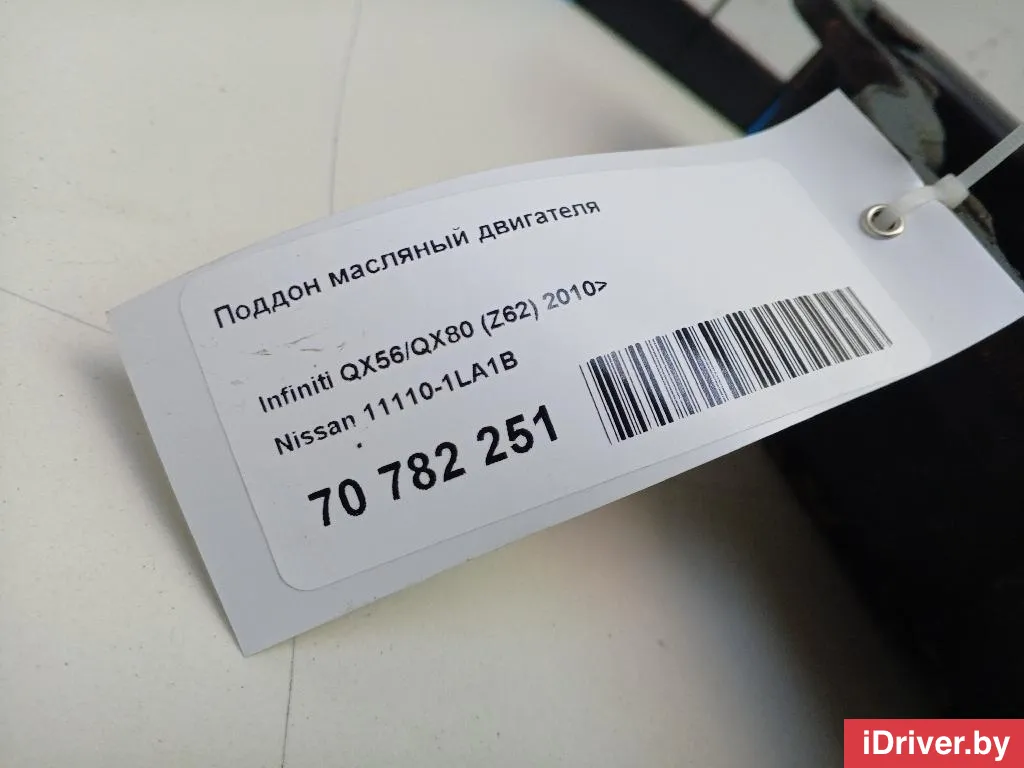 Поддон масляный двигателя
Infiniti QX56/QX80 (Z62) 2010>
Nissan 11110-1LA1B
70 782 251
iDriver.by